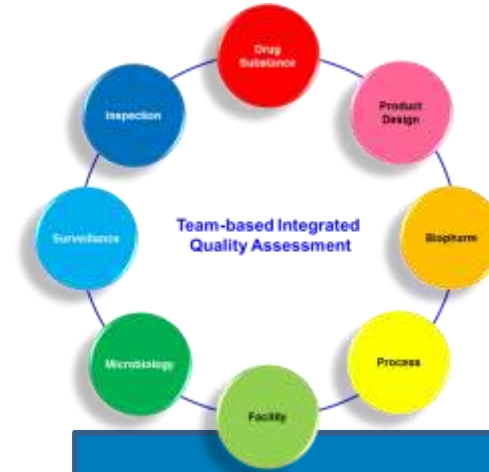 Drug
Substance
Product
Design
Biopharm
Process
Facility
Microbiology
Surveillance
Inspection
Team-based Integrated
Quality Assessment